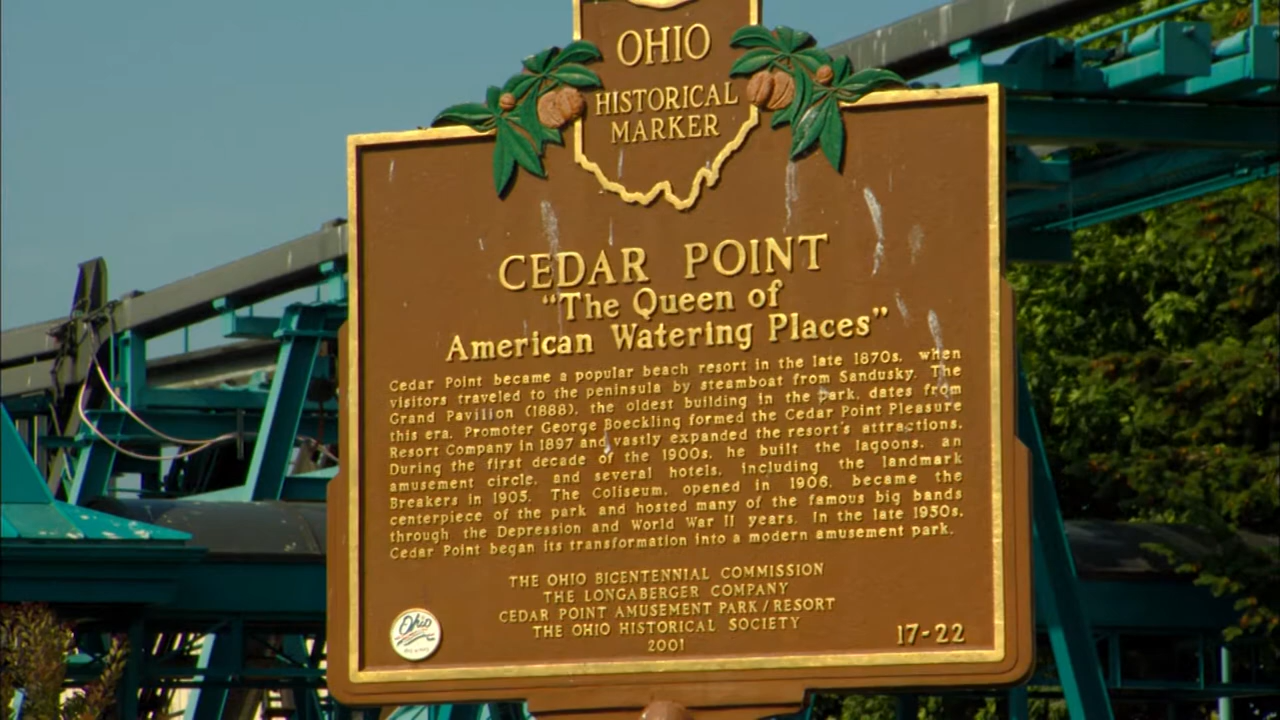 OHIO
HISTORICAL
MARKER
CEDAR POINT
"The Queen of
American Watering Places"
Cedar Point became a popular beach resort in the late 1870s, when
visitors traveled to the peninsula by steamboat from Sandusky. The
Grand Pavilion (1888), the oldest building in the park, dates from
this era. Promoter George Boeckling formed the Cedar Point Pleasure
Resort Company in 1897 and vastly expanded the resort's attractions.
During the first decade of the 1900s, he built the lagoons, an
amusement circle, and several hotels, including the landmark
Breakers in 1905. The Coliseum, opened in 1906, became the
centerpiece of the park and hosted many of the famous big bands
through the Depression and World War II years. In the late 1950s,
Cedar Point began its transformation into a modern amusement park.
THE OHIO BICENTENNIAL COMMISSION
THE LONGABERGER COMPANY
CEDAR POINT AMUSEMENT PARK/RESORT
THE OHIO HISTORICAL SOCIETY
2001
17-22
Ohio